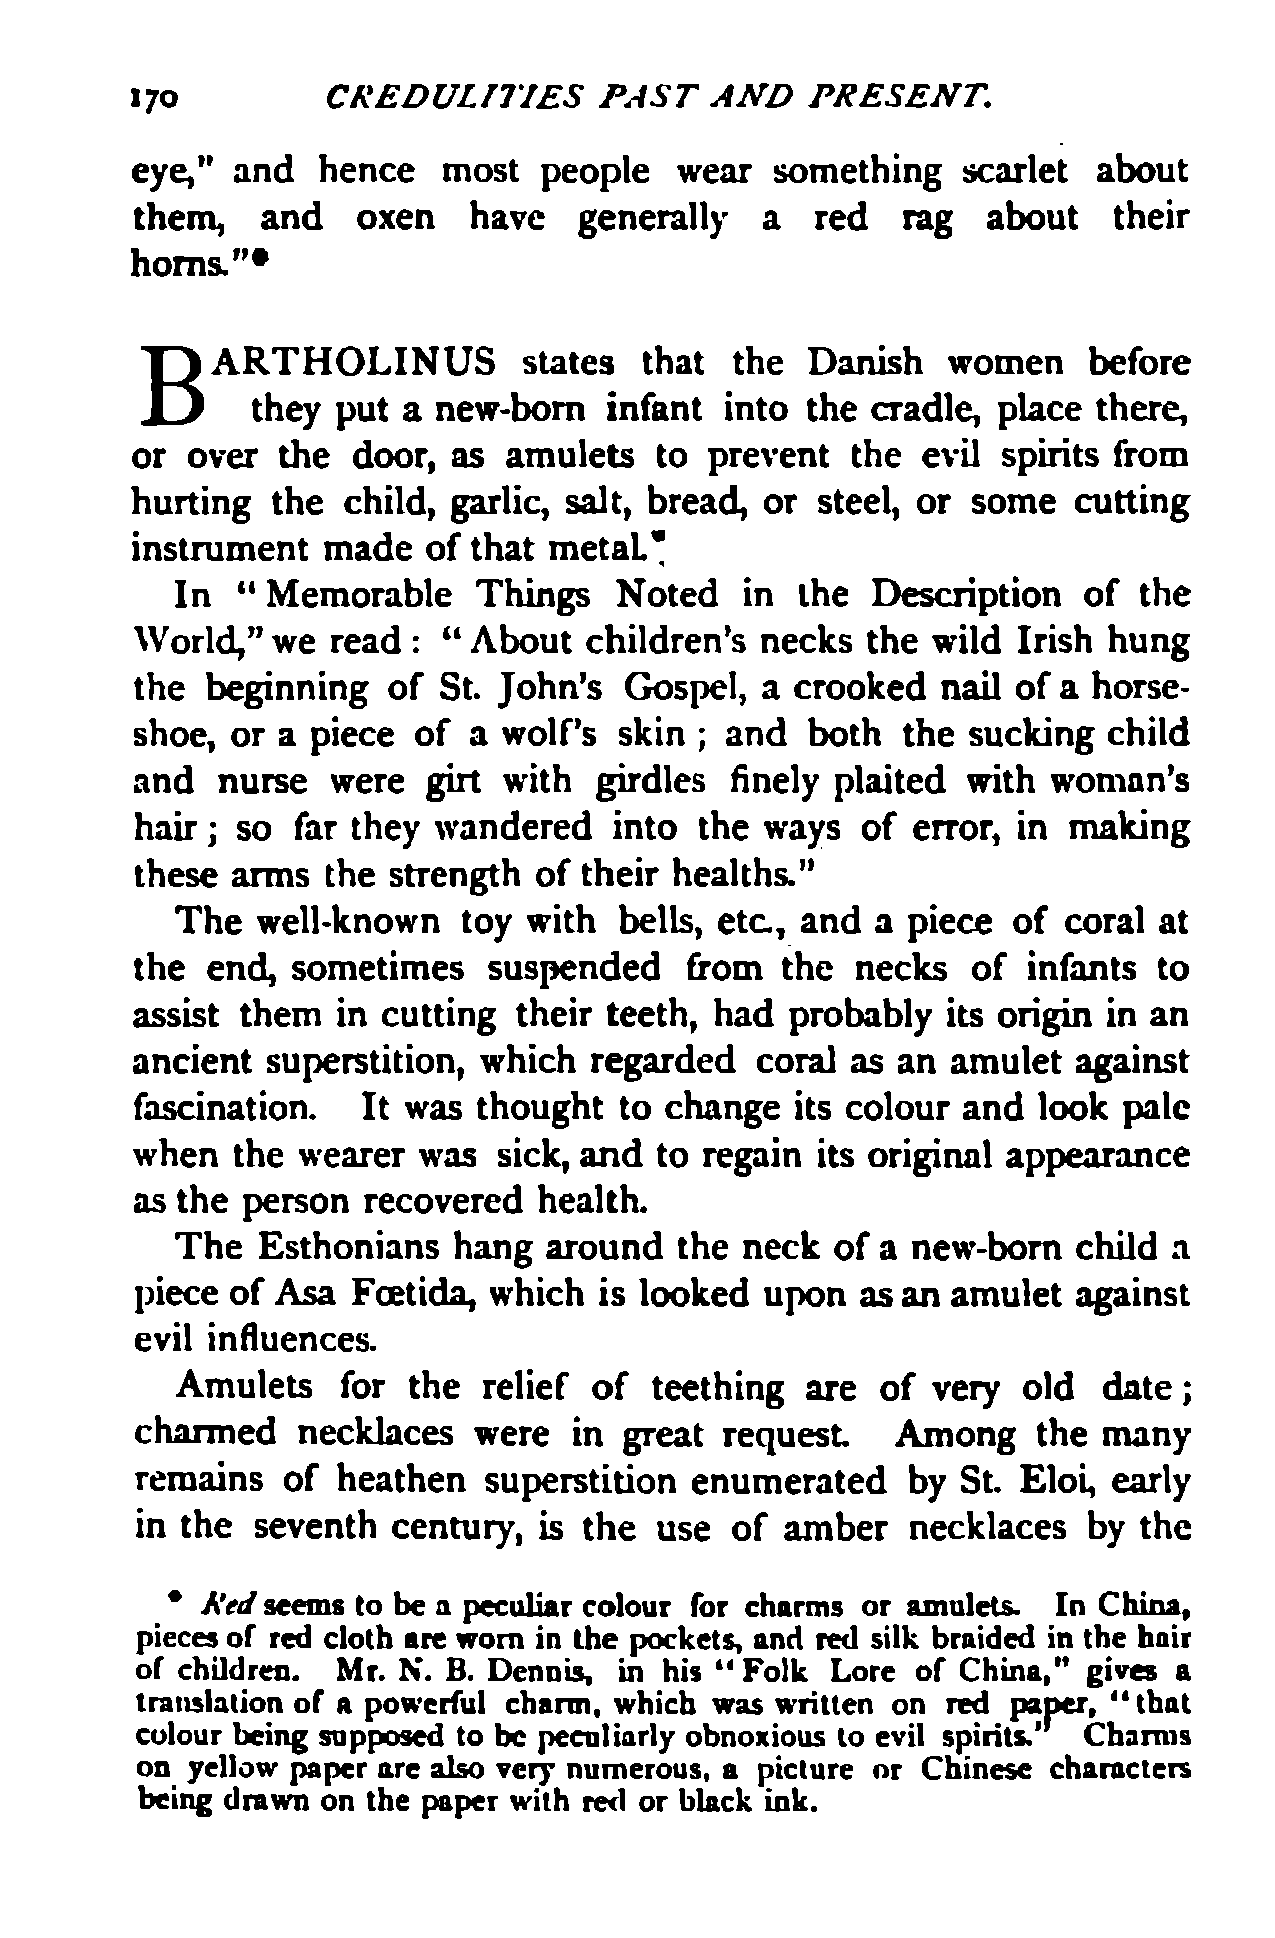 170 CREDULITIES PAST AND PRESENT.
eye," and hence most people wear something scarlet about
them, and oxen have generally a red rag about their
horns."*
BARTHOLINUS states that the Danish women before
they put a new-born infant into the cradle, place there,
or over the door, as amulets to prevent the evil spirits from
hurting the child, garlic, salt, bread, or steel, or some cutting
instrument made of that metal."
In "Memorable Things Noted in the Description of the
World," we read : "About children's necks the wild Irish hung
the beginning of St. John's Gospel, a crooked nail of a horse-
shoe, or a piece of a wolf's skin ; and both the sucking child
and nurse were girt with girdles finely plaited with woman's
hair ; so far they wandered into the ways of error, in making
these arms the strength of their healths."
The well-known toy with bells, etc., and a piece of coral at
the end, sometimes suspended from the necks of infants to
assist them in cutting their teeth, had probably its origin in an
ancient superstition, which regarded coral as an amulet against
fascination. It was thought to change its colour and look pale
when the wearer was sick, and to regain its original appearance
as the person recovered health.
The Esthonians hang around the neck of a new-born child a
piece of Asa Fœtida, which is looked upon as an amulet against
evil influences.
Amulets for the relief of teething are of very old date ;
charmed necklaces were in great request. Among the many
remains of heathen superstition enumerated by St. Eloi, early
in the seventh century, is the use of amber necklaces by the
* Red seems to be a peculiar colour for charms or amulets. In China,
pieces of red cloth are worn in the pockets, and red silk braided in the hair
of children. Mr. N. B. Dennis, in his "Folk Lore of China," gives a
translation of a powerful charm, which was written on red paper, "that
colour being supposed to be peculiarly obnoxious to evil spirits." Charms
on yellow paper are also very numerous, a picture or Chinese characters
being drawn on the paper with red or black ink.